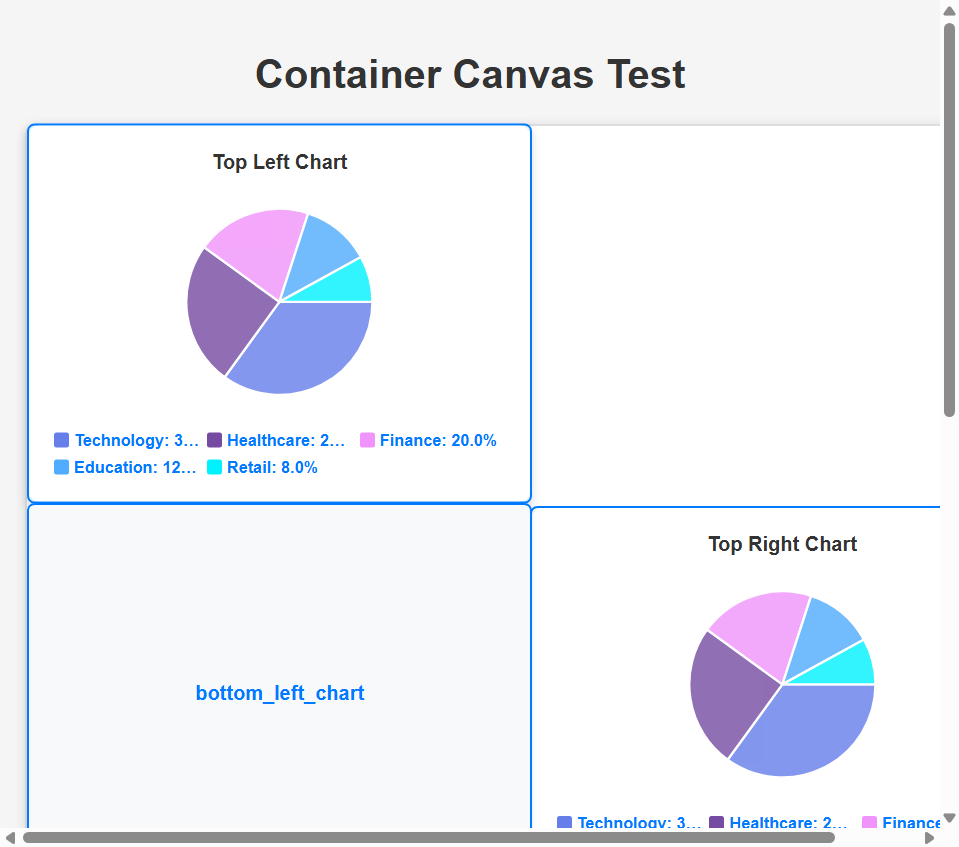 Container Canvas Test
Top Left Chart
Technology: 3...
Healthcare: 2...
Finance: 20.0%
Education: 12...
Retail: 8.0%
Top Right Chart
bottom_left_chart
Technology: 3...
Healthcare: 2...
Finance